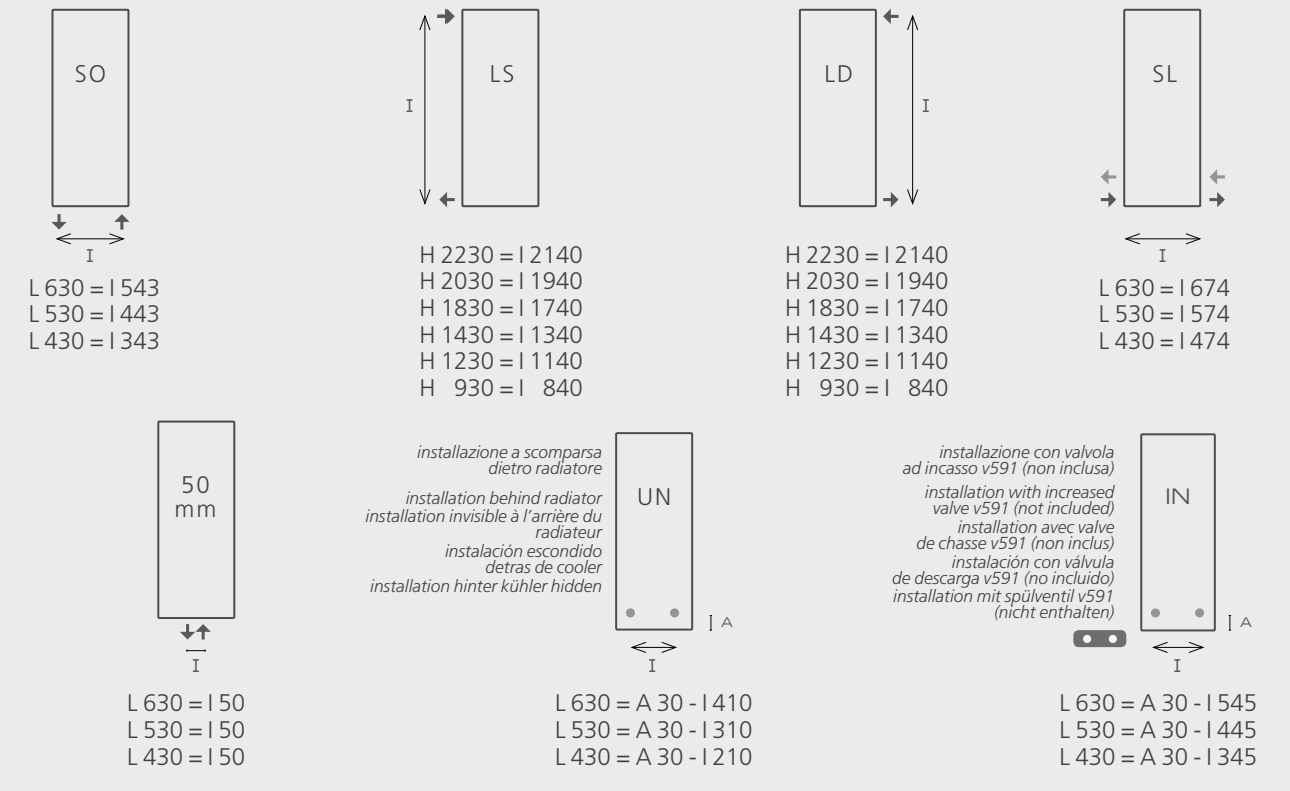 SO
I
L 630 = I 543
L 530 = I 443
L 430 = I 343
LS
I
H 2230 = I 2140
H 2030 = I 1940
H 1830 = I 1740
H 1430 = I 1340
H 1230 = I 1140
H 930 = I 840
LD
I
H 2230 = I 2140
H 2030 = I 1940
H 1830 = I 1740
H 1430 = I 1340
H 1230 = I 1140
H 930 = I 840
SL
I
L 630 = I 674
L 530 = I 574
L 430 = I 474
50
mm
I
L 630 = I 50
L 530 = I 50
L 430 = I 50
installazione a scomparsa
dietro radiatore
installation behind radiator
installation invisible à l'arrière du
radiateur
instalación escondido
detras de cooler
installation hinter kühler hidden
UN
A
I
L 630 = A 30 - I 410
L 530 = A 30 - I 310
L 430 = A 30 - I 210
installazione con valvola
ad incasso v591 (non inclusa)
installation with increased
valve v591 (not included)
installation avec valve
de chasse v591 (non inclus)
instalación con válvula
de descarga v591 (no incluido)
installation mit spülventil v591
(nicht enthalten)
IN
A
I
L 630 = A 30 - I 545
L 530 = A 30 - I 445
L 430 = A 30 - I 345